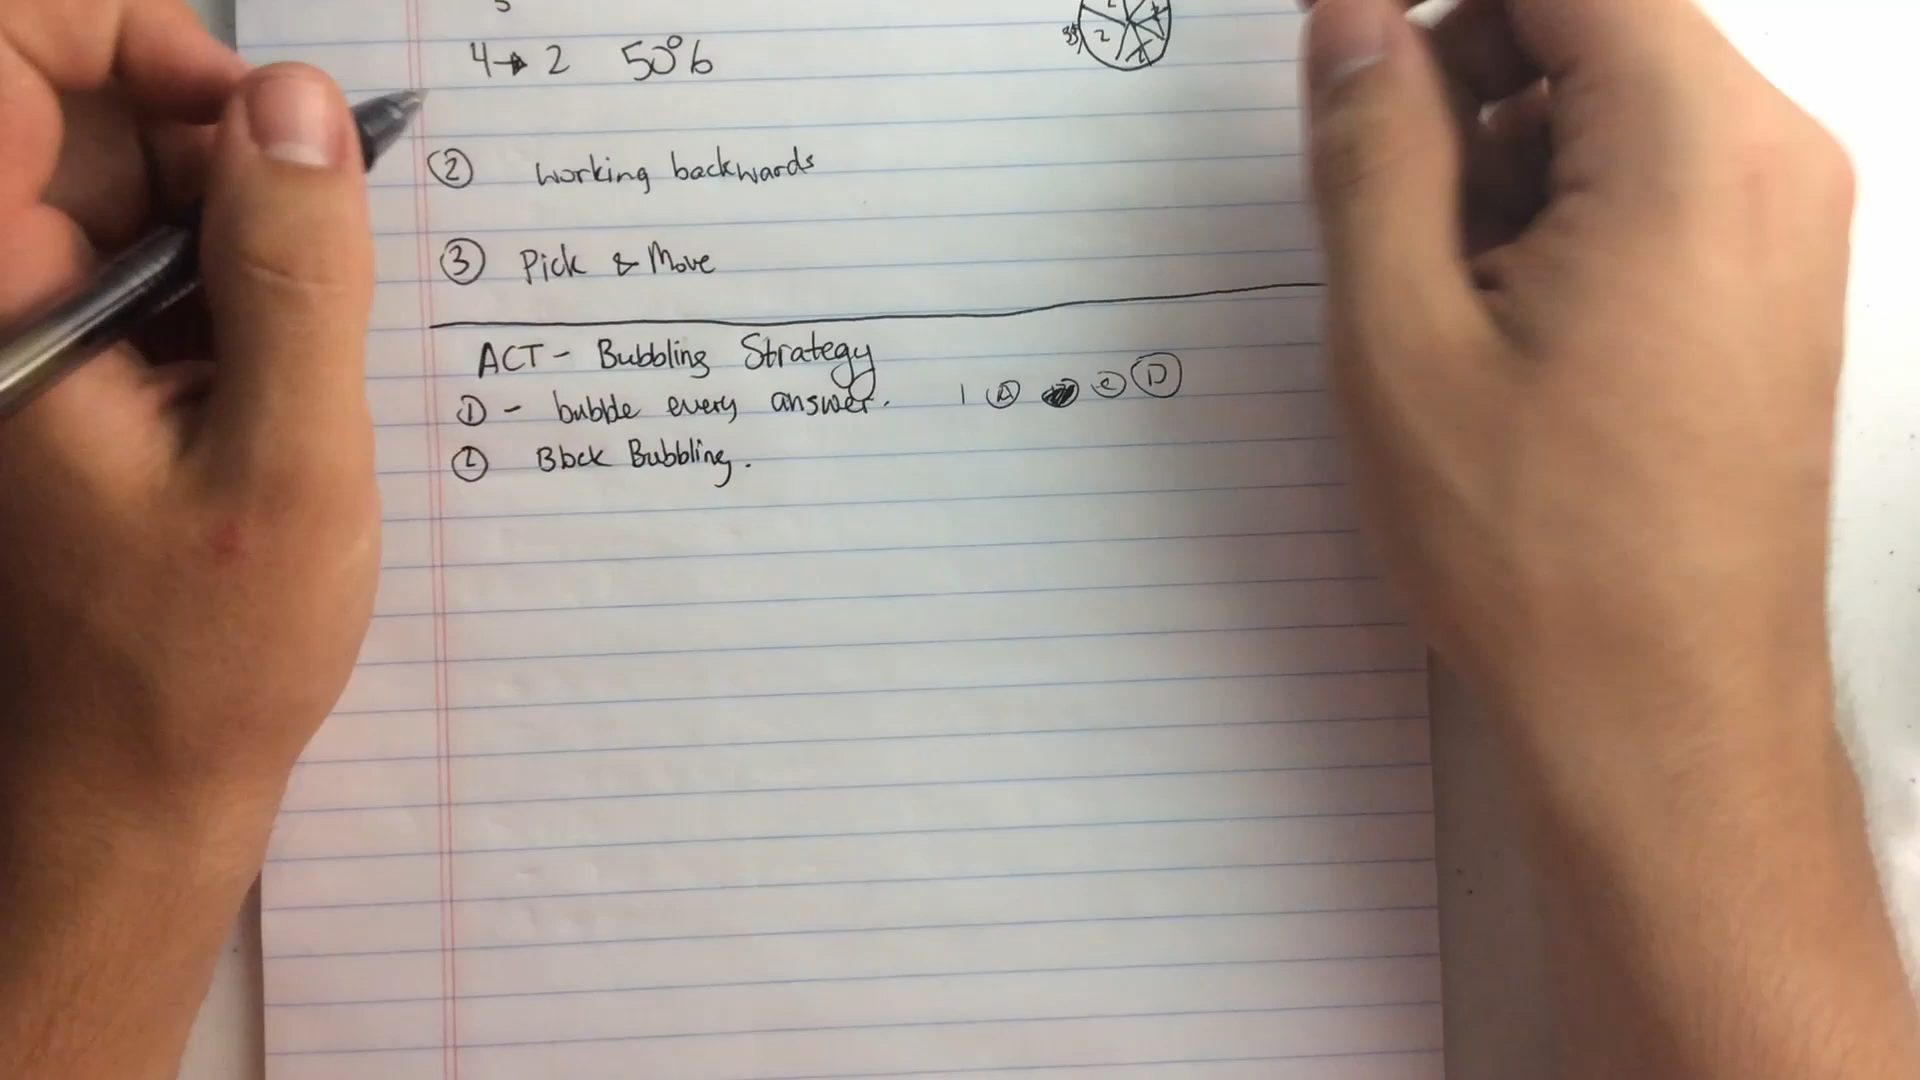 4 → 2 50%
② working backwards
③ Pick & Move
ACT - Bubbling Strategy
① - bubble every answer. 1 Ⓐ Ⓒ Ⓓ
② Block Bubbling.